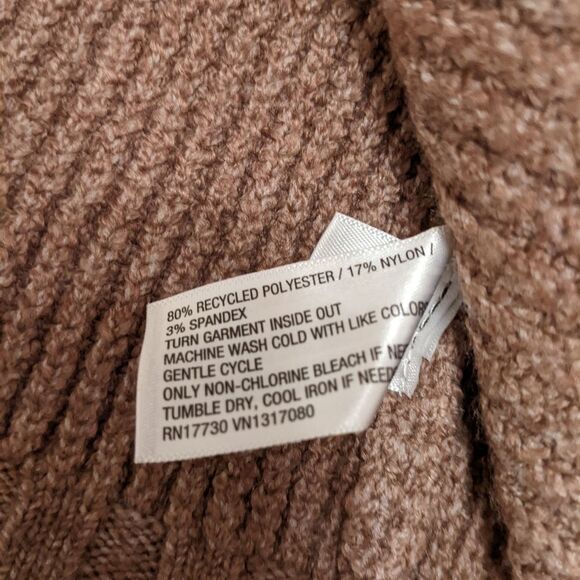 80% RECYCLED POLYESTER / 17% NYLON /
3% SPANDEX
TURN GARMENT INSIDE OUT
MACHINE WASH COLD WITH LIKE
GENTLE CYCLE
ONLY NON-CHLORINE BLEACH IF
TUMBLE DRY, COOL IRON IF
RN17730 VN1317080